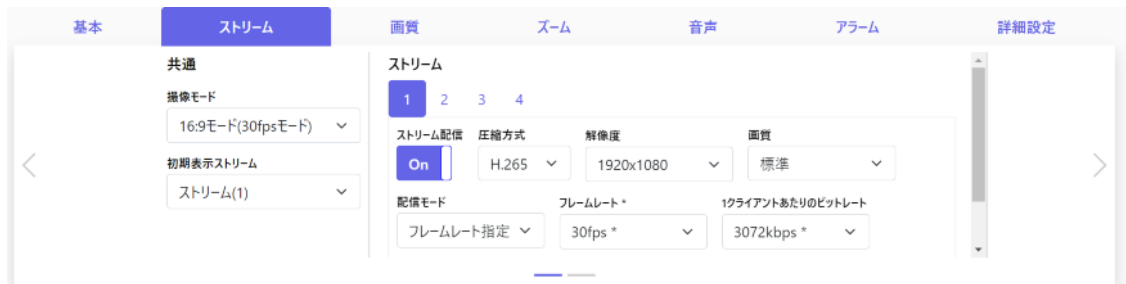 基本 ストリーム 画質 ズーム 音声 アラーム 詳細設定
共通
撮像モード
16:9モード(30fpsモード)
初期表示ストリーム
ストリーム(1)
ストリーム
1 2 3 4
ストリーム配信 圧縮方式 解像度 画質
On H.265 1920x1080 標準
配信モード フレームレート * 1クライアントあたりのビットレート
フレームレート指定 30fps * 3072kbps *